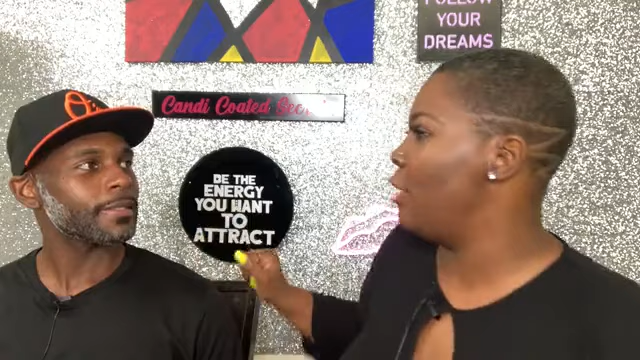 FOLLOW
YOUR
DREAMS
Candi Coated
BE THE
ENERGY
YOU WANT
TO
ATTRACT